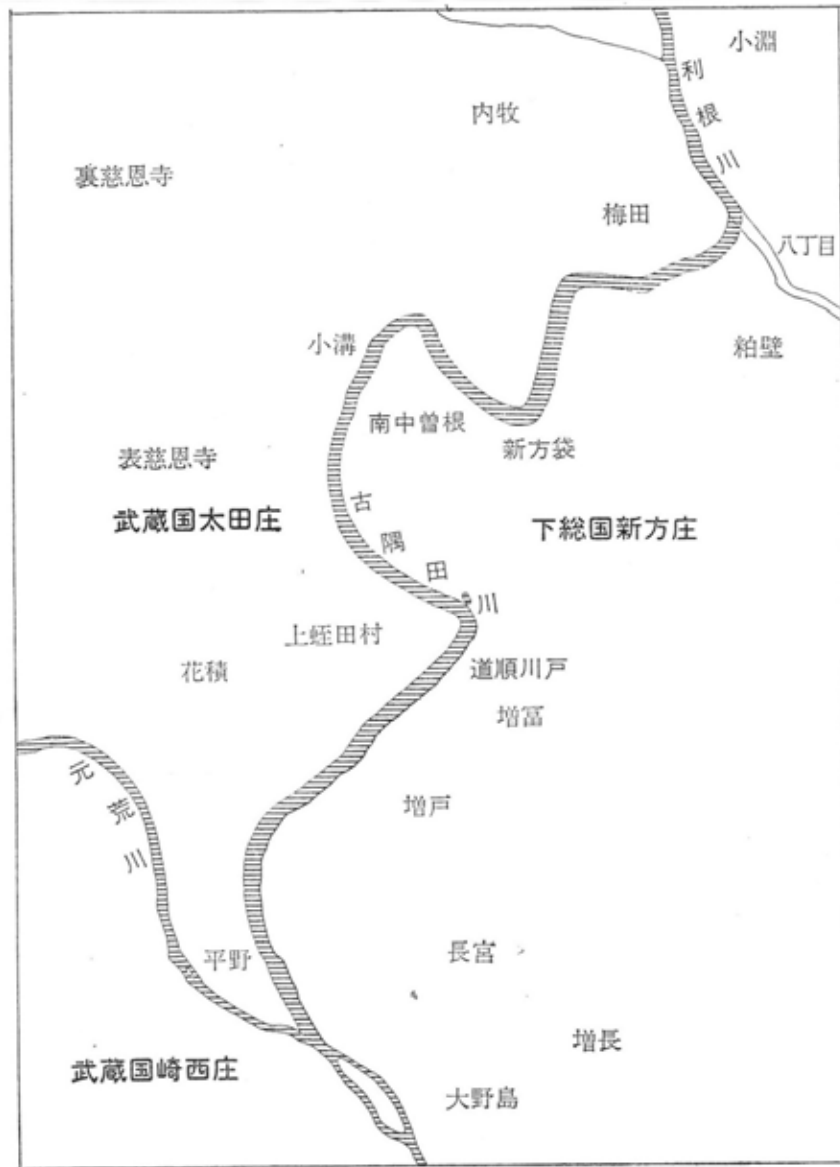 小淵
利根川
内牧
裏慈恩寺
梅田
八丁目
粕壁
小溝
南中曾根
新方袋
表慈恩寺
武蔵国太田庄
古隅田川
下総国新方庄
上蛭田村
花積
道順川戸
増冨
元荒川
増戸
平野
長宮
増長
武蔵国崎西庄
大野島